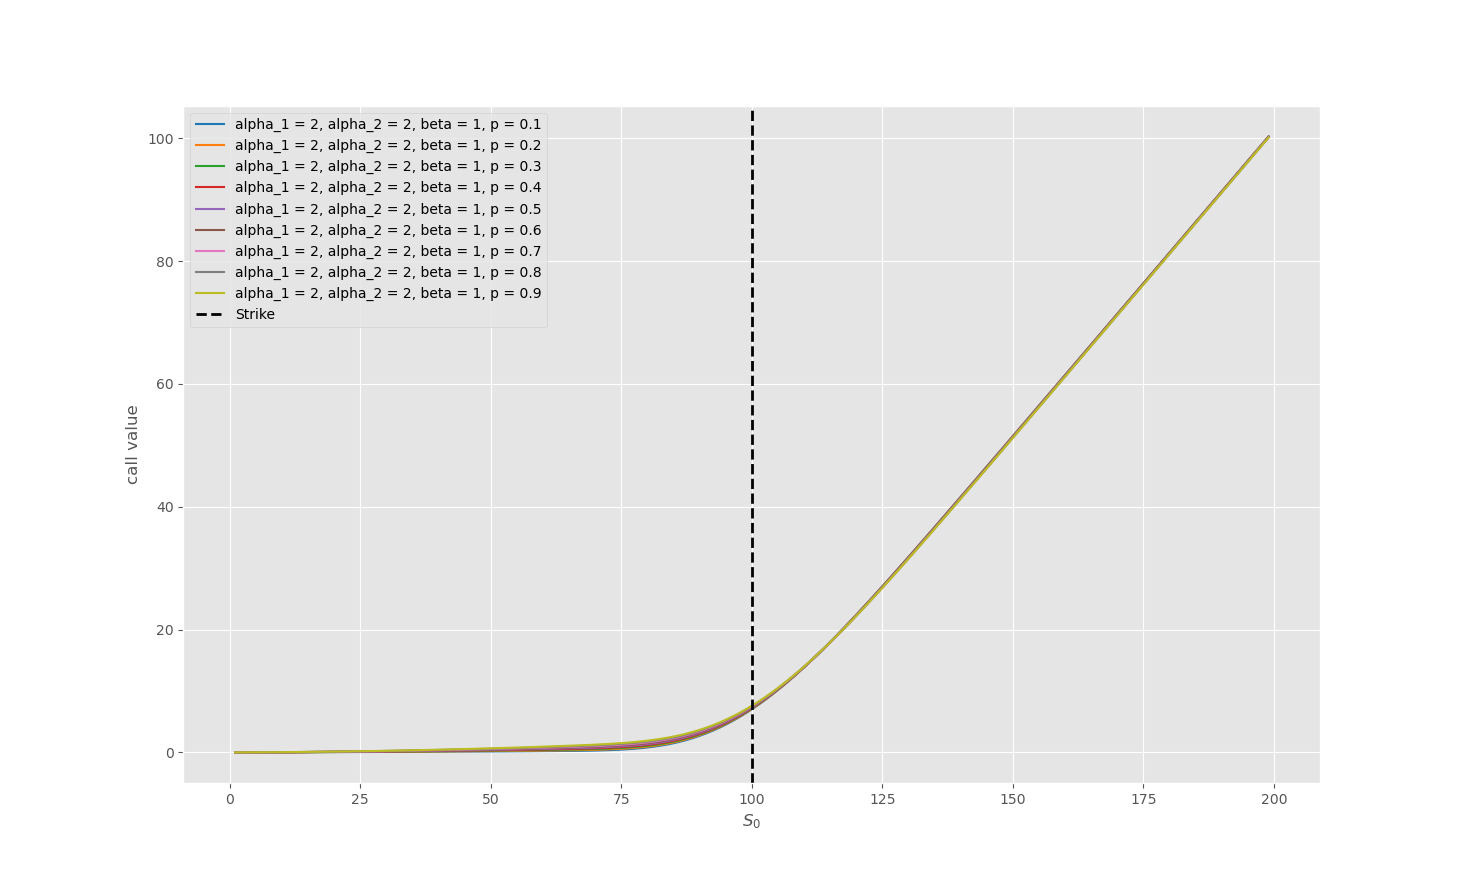 alpha_1 = 2, alpha_2 = 2, beta = 1, p = 0.1
alpha_1 = 2, alpha_2 = 2, beta = 1, p = 0.2
alpha_1 = 2, alpha_2 = 2, beta = 1, p = 0.3
alpha_1 = 2, alpha_2 = 2, beta = 1, p = 0.4
alpha_1 = 2, alpha_2 = 2, beta = 1, p = 0.5
alpha_1 = 2, alpha_2 = 2, beta = 1, p = 0.6
alpha_1 = 2, alpha_2 = 2, beta = 1, p = 0.7
alpha_1 = 2, alpha_2 = 2, beta = 1, p = 0.8
alpha_1 = 2, alpha_2 = 2, beta = 1, p = 0.9
Strike
100
80
60
40
20
0
call value
0 25 50 75 100 125 150 175 200
S₀